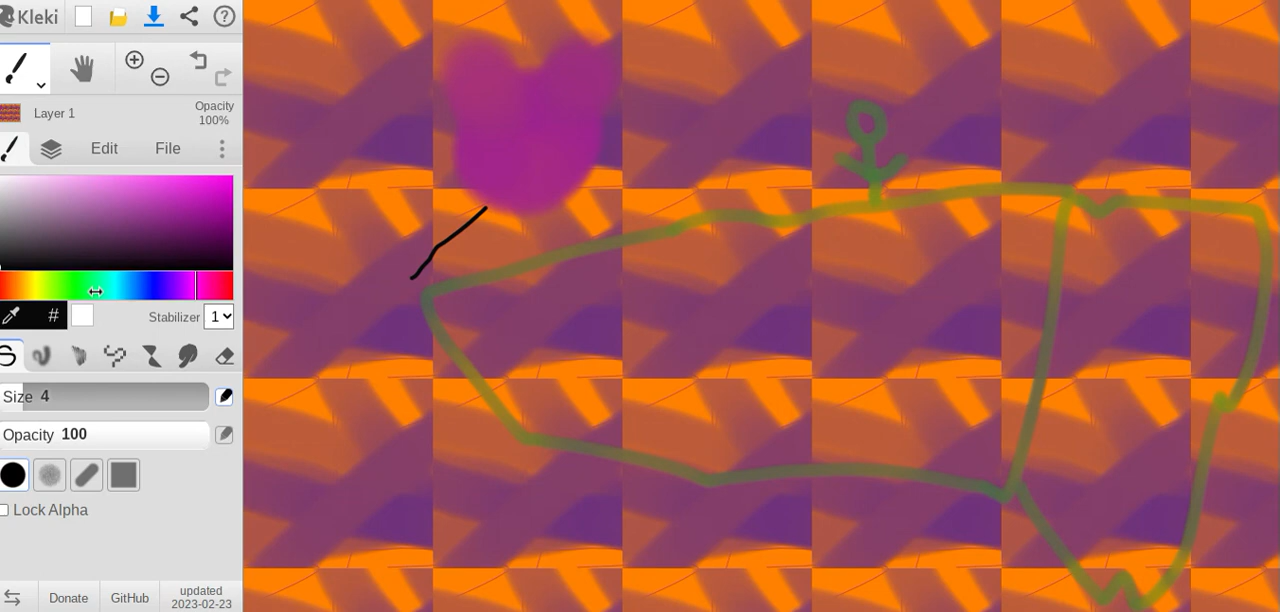 Kleki
Layer 1
Opacity
100%
Edit
File
#
Stabilizer 1
Size 4
Opacity 100
Lock Alpha
Donate
GitHub
updated
2023-02-23